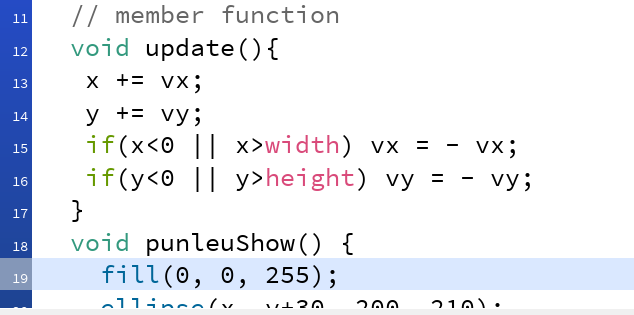 11 // member function
12 void update(){
13 x += vx;
14 y += vy;
15 if(x<0 || x>width) vx = - vx;
16 if(y<0 || y>height) vy = - vy;
17 }
18 void punleuShow() {
19 fill(0, 0, 255);
ellipse(x, y+30, 200, 210);